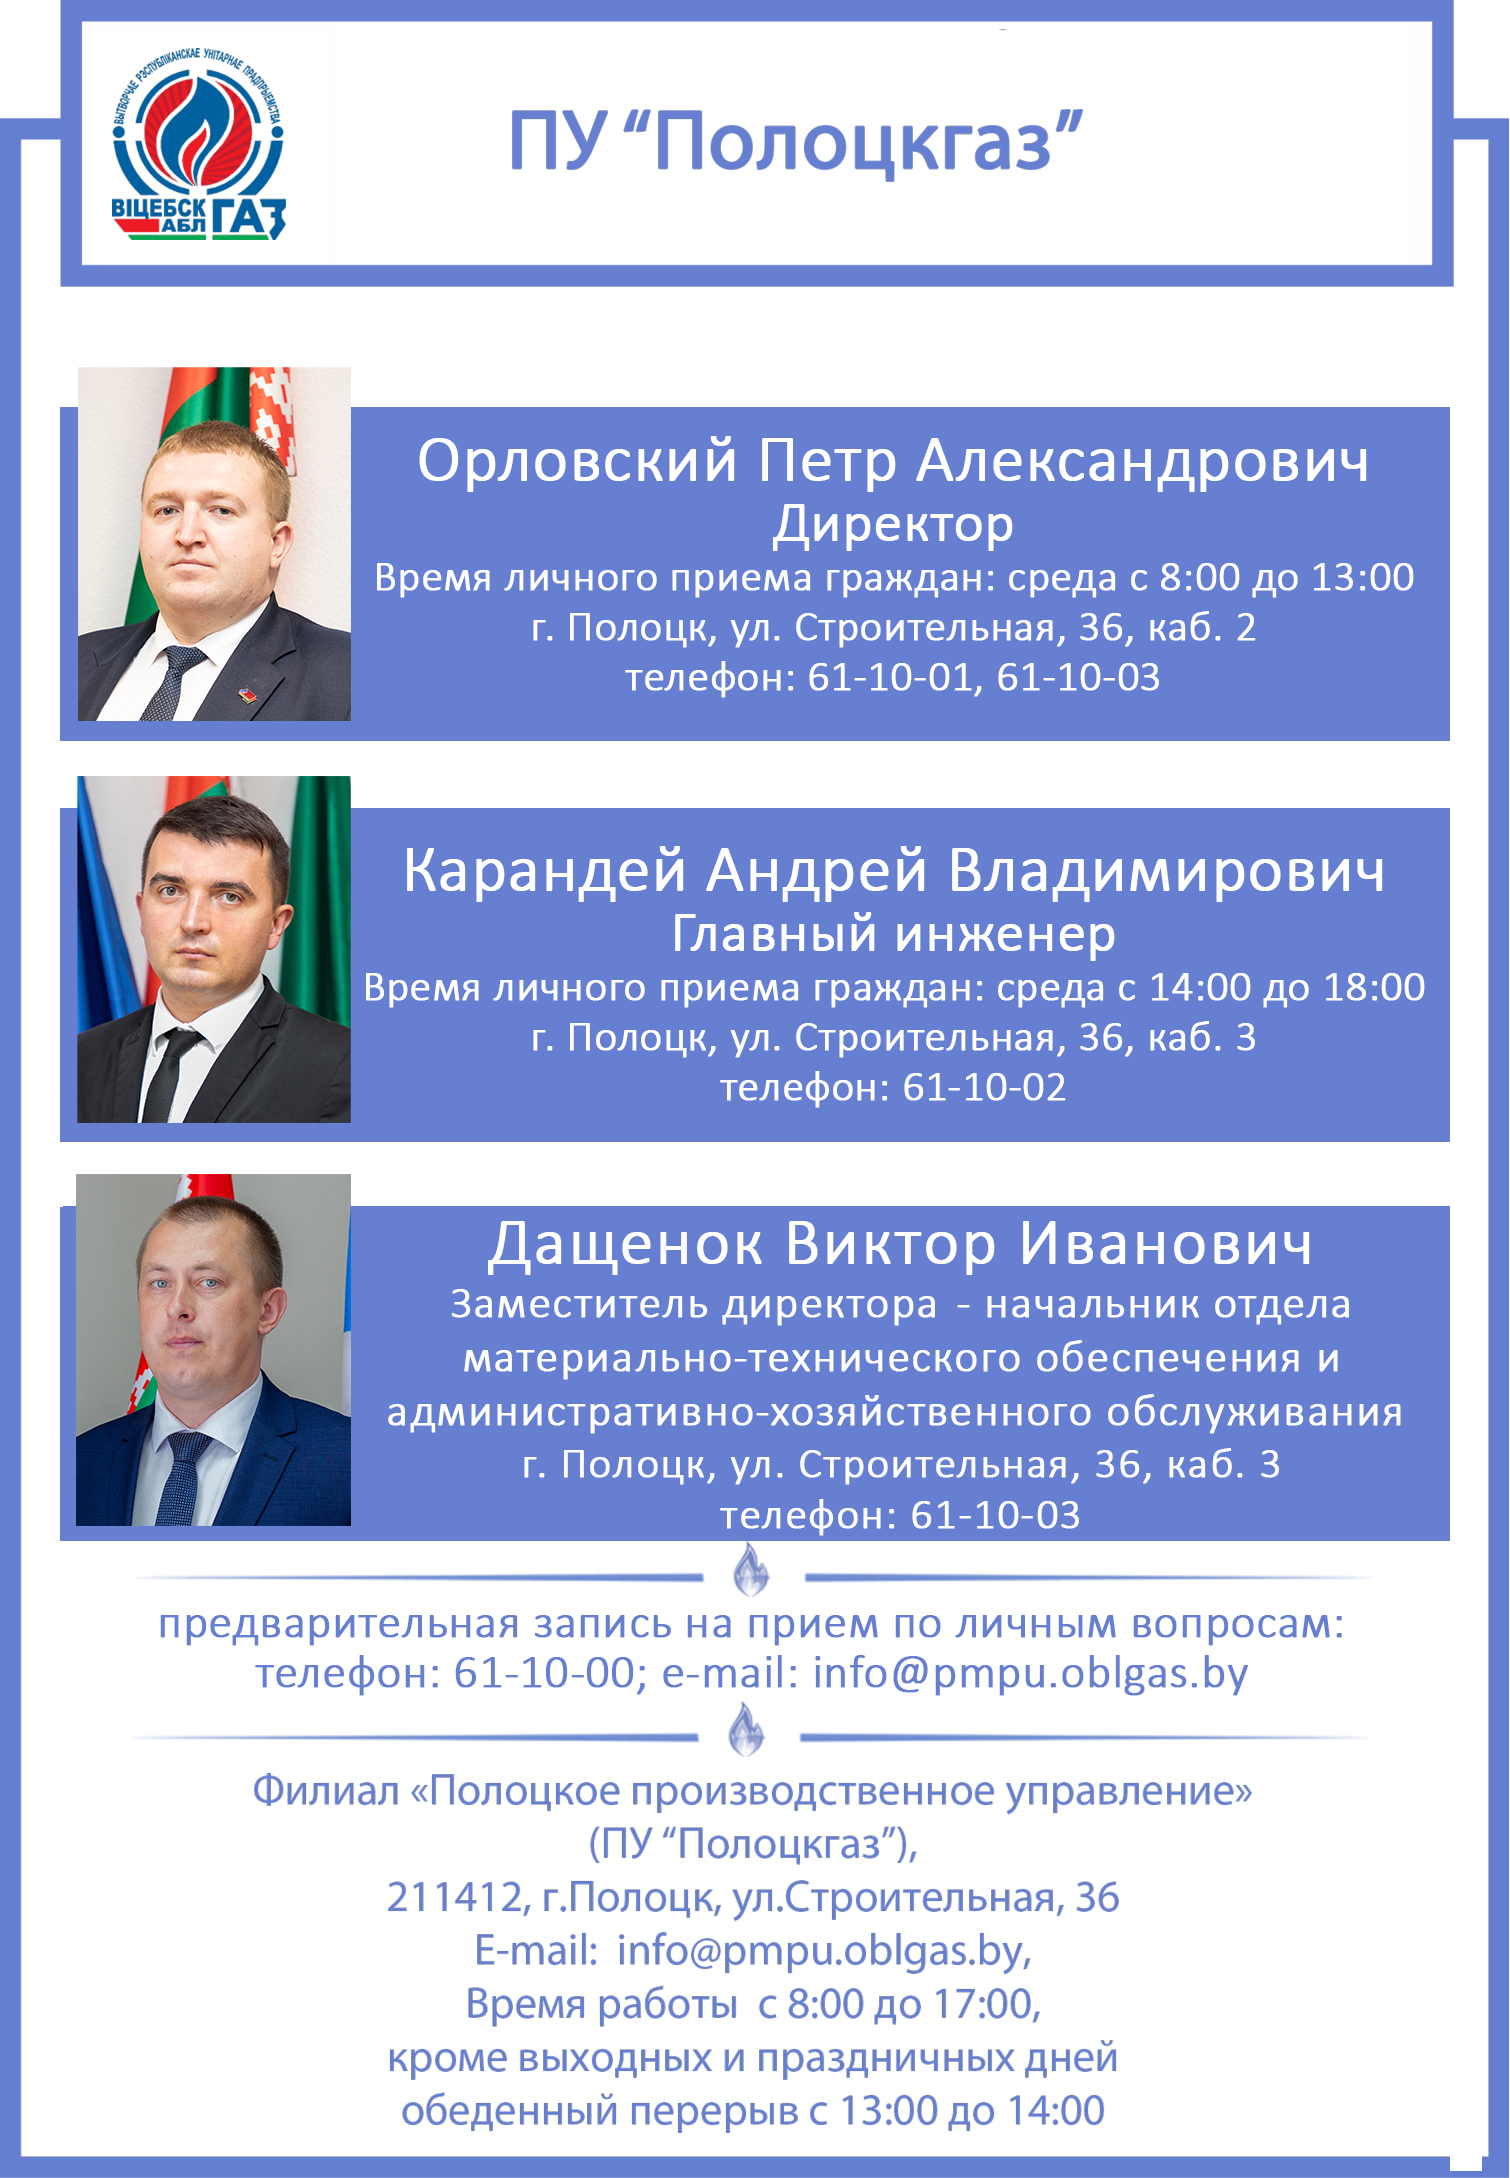 ВЫТВОРЧАЕ РЭСПУБЛІКАНСКАЕ УНІТАРНАЕ ПРАДПРЫЕМСТВА
ВІЦЕБСК
АБЛ
ГАЗ
ПУ “Полоцкгаз”
Орловский Петр Александрович
Директор
Время личного приема граждан: среда с 8:00 до 13:00
г. Полоцк, ул. Строительная, 36, каб. 2
телефон: 61-10-01, 61-10-03
Карандей Андрей Владимирович
Главный инженер
Время личного приема граждан: среда с 14:00 до 18:00
г. Полоцк, ул. Строительная, 36, каб. 3
телефон: 61-10-02
Дащенок Виктор Иванович
Заместитель директора - начальник отдела
материально-технического обеспечения и
административно-хозяйственного обслуживания
г. Полоцк, ул. Строительная, 36, каб. 3
телефон: 61-10-03
предварительная запись на прием по личным вопросам:
телефон: 61-10-00; e-mail: info@pmpu.oblgas.by
Филиал «Полоцкое производственное управление»
(ПУ “Полоцкгаз”),
211412, г.Полоцк, ул.Строительная, 36
E-mail: info@pmpu.oblgas.by,
Время работы с 8:00 до 17:00,
кроме выходных и праздничных дней
обеденный перерыв с 13:00 до 14:00